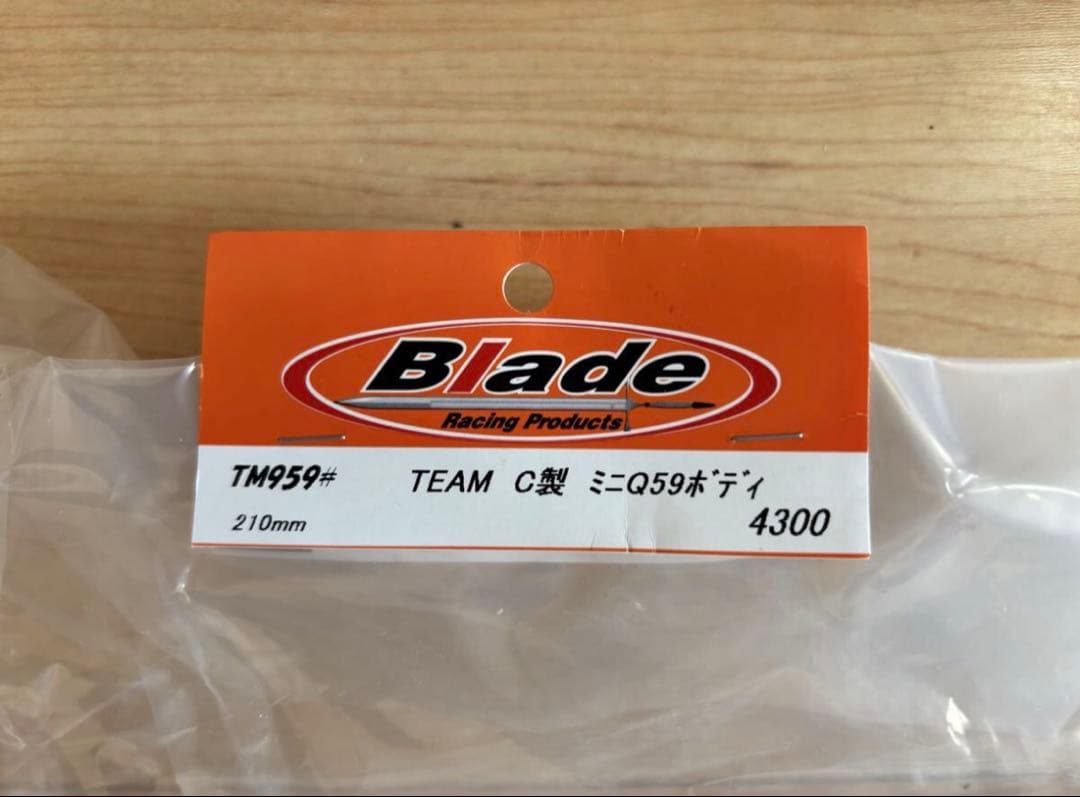 Blade
Racing Products
TM959# TEAM C製 ﾐﾆQ59ﾎﾞﾃﾞｨ
210mm 4300